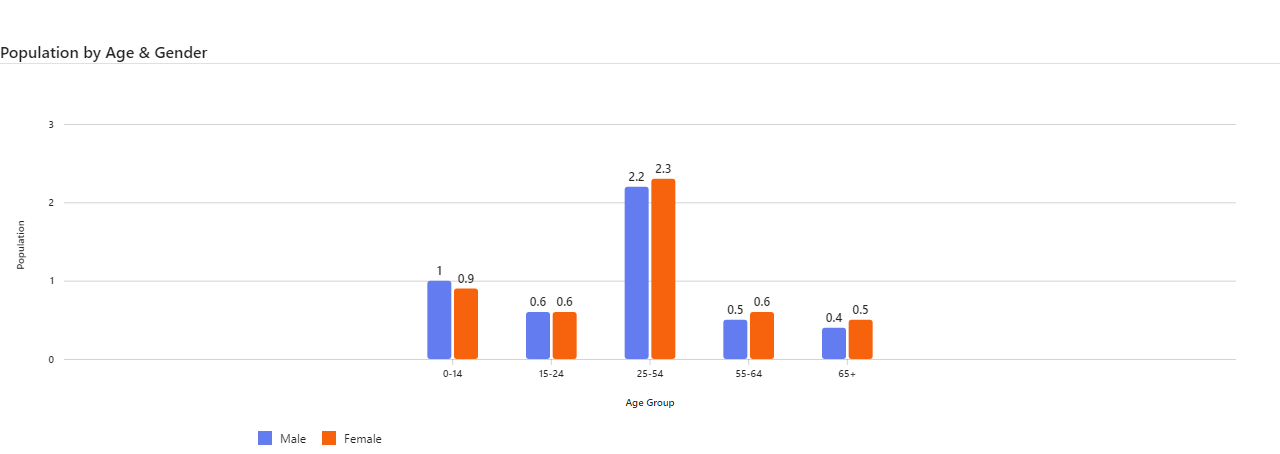 Population by Age & Gender
3
2
1
0
Population
2.2 2.3
1 0.9
0.6 0.6
0.5 0.6
0.4 0.5
0-14 15-24 25-54 55-64 65+
Age Group
Male Female